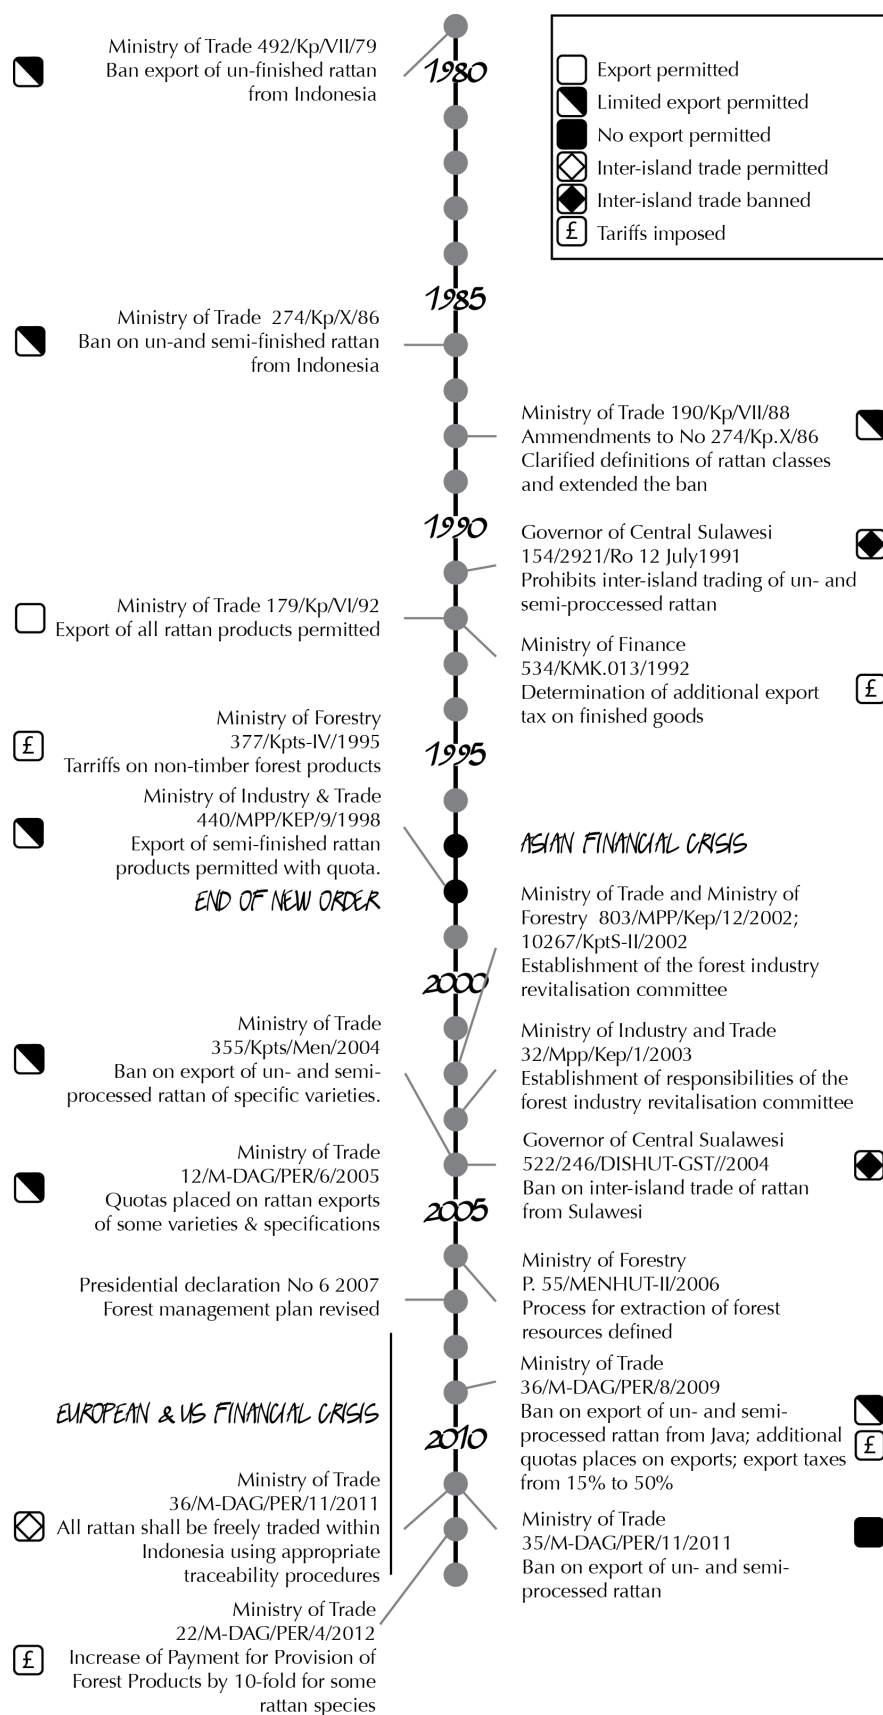 Ministry of Trade 492/Kp/VII/79
Ban export of un-finished rattan
from Indonesia
1980
Export permitted
Limited export permitted
No export permitted
Inter-island trade permitted
Inter-island trade banned
£ Tariffs imposed
1985
Ministry of Trade 274/Kp/X/86
Ban on un-and semi-finished rattan
from Indonesia
Ministry of Trade 190/Kp/VII/88
Ammendments to No 274/Kp.X/86
Clarified definitions of rattan classes
and extended the ban
1990
Governor of Central Sulawesi
154/2921/Ro 12 July1991
Prohibits inter-island trading of un- and
semi-proccessed rattan
Ministry of Trade 179/Kp/VI/92
Export of all rattan products permitted
Ministry of Finance
534/KMK.013/1992
Determination of additional export
tax on finished goods
£
Ministry of Forestry
377/Kpts-IV/1995
Tarriffs on non-timber forest products
£
1995
Ministry of Industry & Trade
440/MPP/KEP/9/1998
Export of semi-finished rattan
products permitted with quota.
ASIAN FINANCIAL CRISIS
END OF NEW ORDER
Ministry of Trade and Ministry of
Forestry 803/MPP/Kep/12/2002;
10267/KptS-II/2002
Establishment of the forest industry
revitalisation committee
2000
Ministry of Trade
355/Kpts/Men/2004
Ban on export of un- and semi-
processed rattan of specific varieties.
Ministry of Industry and Trade
32/Mpp/Kep/1/2003
Establishment of responsibilities of the
forest industry revitalisation committee
Ministry of Trade
12/M-DAG/PER/6/2005
Quotas placed on rattan exports
of some varieties & specifications
Governor of Central Sualawesi
522/246/DISHUT-GST//2004
Ban on inter-island trade of rattan
from Sulawesi
2005
Ministry of Forestry
P. 55/MENHUT-II/2006
Process for extraction of forest
resources defined
Presidential declaration No 6 2007
Forest management plan revised
Ministry of Trade
36/M-DAG/PER/8/2009
Ban on export of un- and semi-
processed rattan from Java; additional
quotas places on exports; export taxes
from 15% to 50%
£
EUROPEAN & US FINANCIAL CRISIS
2010
Ministry of Trade
36/M-DAG/PER/11/2011
All rattan shall be freely traded within
Indonesia using appropriate
traceability procedures
Ministry of Trade
35/M-DAG/PER/11/2011
Ban on export of un- and semi-
processed rattan
Ministry of Trade
22/M-DAG/PER/4/2012
Increase of Payment for Provision of
Forest Products by 10-fold for some
rattan species
£